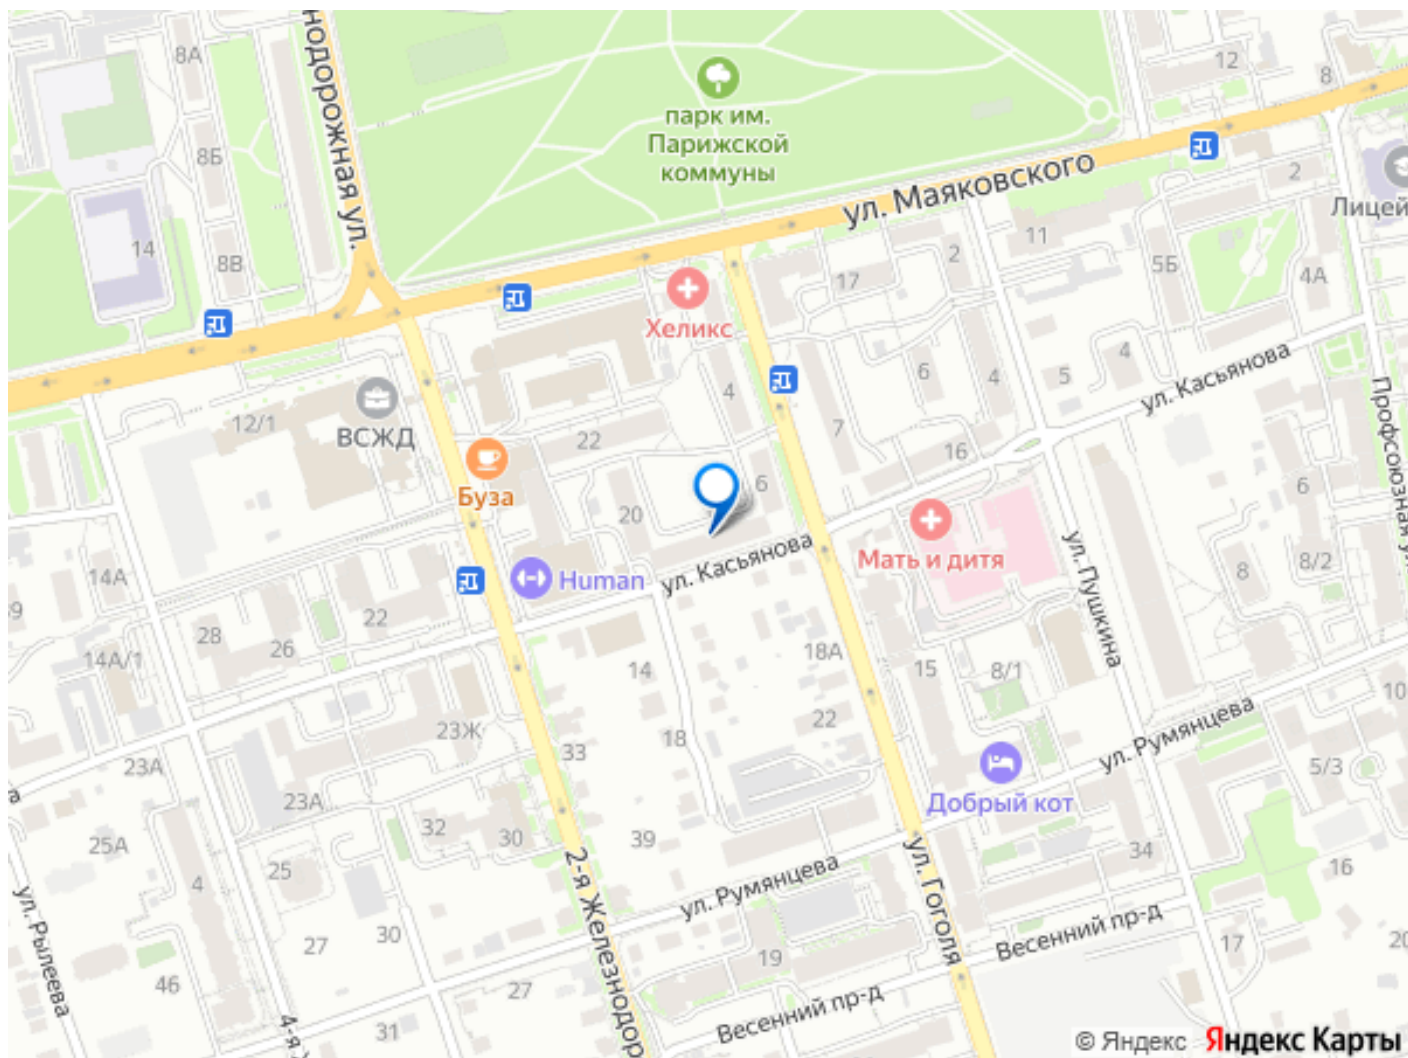 8А
нодорожная ул.
12
8
парк им.
Парижской
коммуны
8Б
ул. Маяковского
2
Лицей
14
8В
11
2
5Б
4А
17
Хеликс
4
6
4
5
4
ул. Касьянова
Профсоюзная ул.
12/1
ВСЖД
22
7
16
Буза
6
20
6
Мать и дитя
ул. Касьянова
Human
8/2
8
14А
22
28
26
14А/1
ул. Пушкина
14
18А
15
8/1
10
23Ж
18
22
33
ул. Румянцева
23А
5/3
23А
Добрый кот
32
30
39
25А
25
4
34
16
2-я Железнодор
ул. Румянцева
ул. Гоголя
ул. Рылеева
27
30
Весенний пр-д
17
20
19
46
27
4-я
31
Весенний пр-д
© Яндекс Яндекс Карты